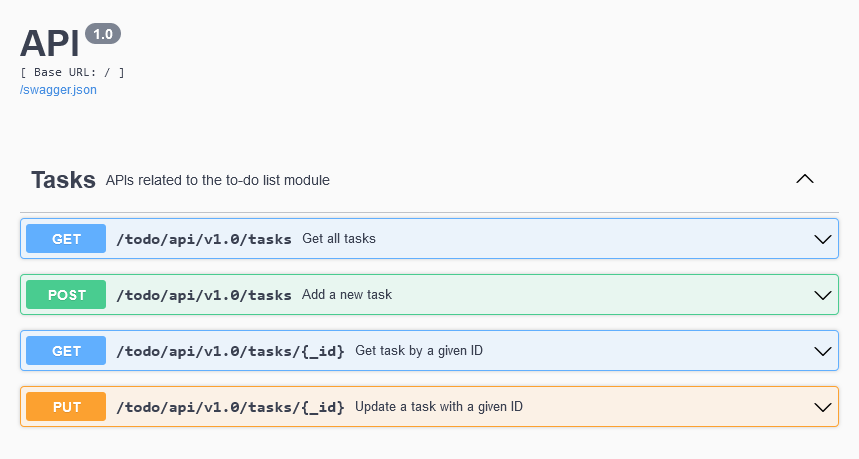 API 1.0
[ Base URL: / ]
/swagger.json
Tasks APIs related to the to-do list module
GET /todo/api/v1.0/tasks Get all tasks
POST /todo/api/v1.0/tasks Add a new task
GET /todo/api/v1.0/tasks/{_id} Get task by a given ID
PUT /todo/api/v1.0/tasks/{_id} Update a task with a given ID